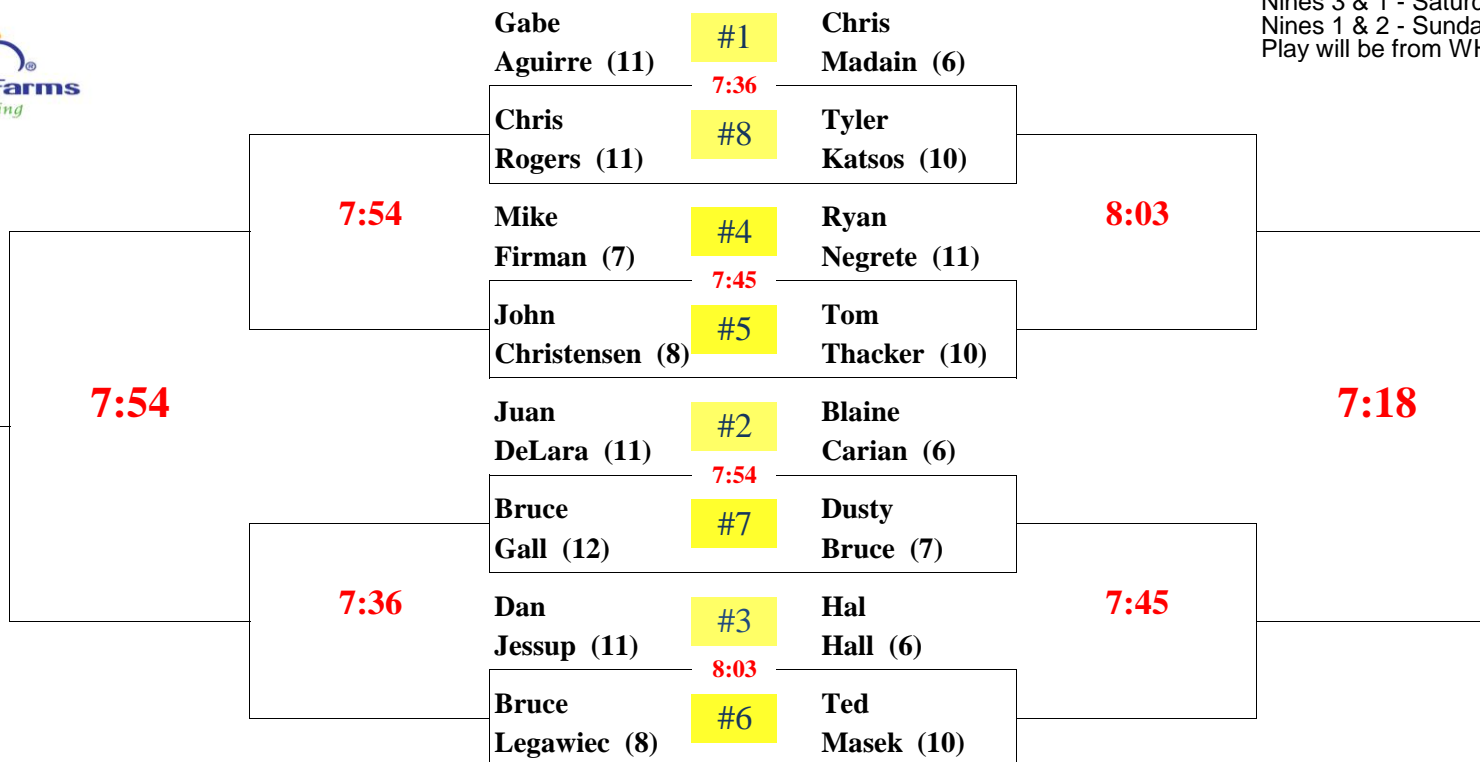 Nines 3 & 1 -
Nines 1 & 2 -
Play will be from
®
Gabe
#1
Chris
Aguirre (11)
Madain (6)
7:36
Chris
#8
Tyler
Rogers (11)
Katsos (10)
7:54
8:03
Mike
#4
Ryan
Firman (7)
Negrete (11)
7:45
John
#5
Tom
Christensen (8)
Thacker (10)
7:54
7:18
Juan
#2
Blaine
DeLara (11)
Carian (6)
7:54
Bruce
#7
Dusty
Gall (12)
Bruce (7)
7:36
7:45
Dan
#3
Hal
Jessup (11)
Hall (6)
8:03
Bruce
#6
Ted
Legawiec (8)
Masek (10)